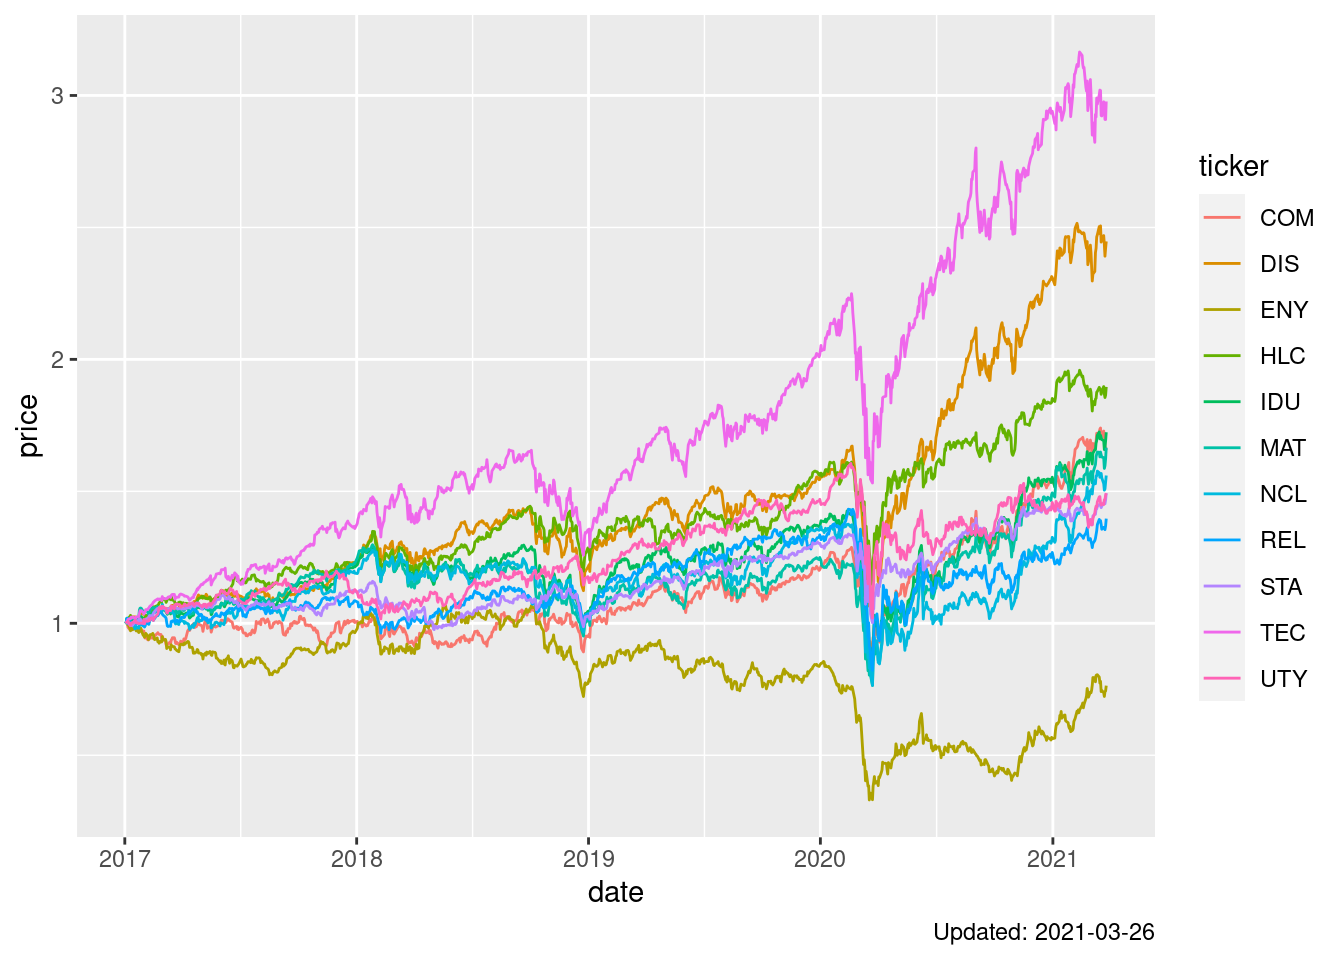 price
3
2
1
2017 2018 2019 2020 2021
date
ticker
COM
DIS
ENY
HLC
IDU
MAT
NCL
REL
STA
TEC
UTY
Updated: 2021-03-26